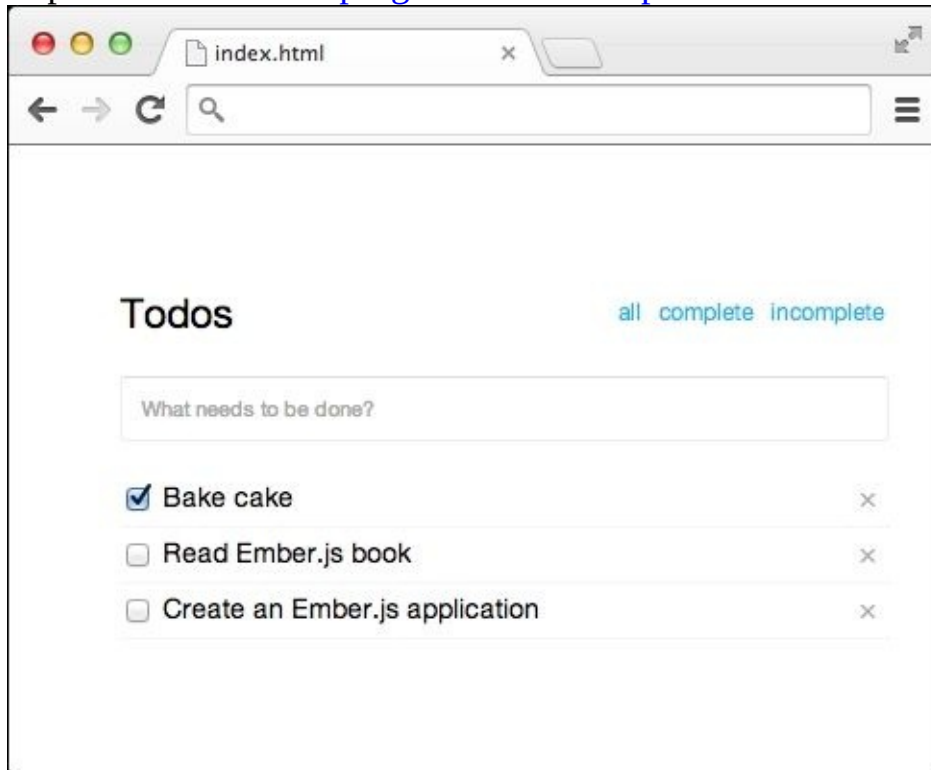 index.html
Todos
all complete incomplete
What needs to be done?
Bake cake
Read Ember.js book
Create an Ember.js application